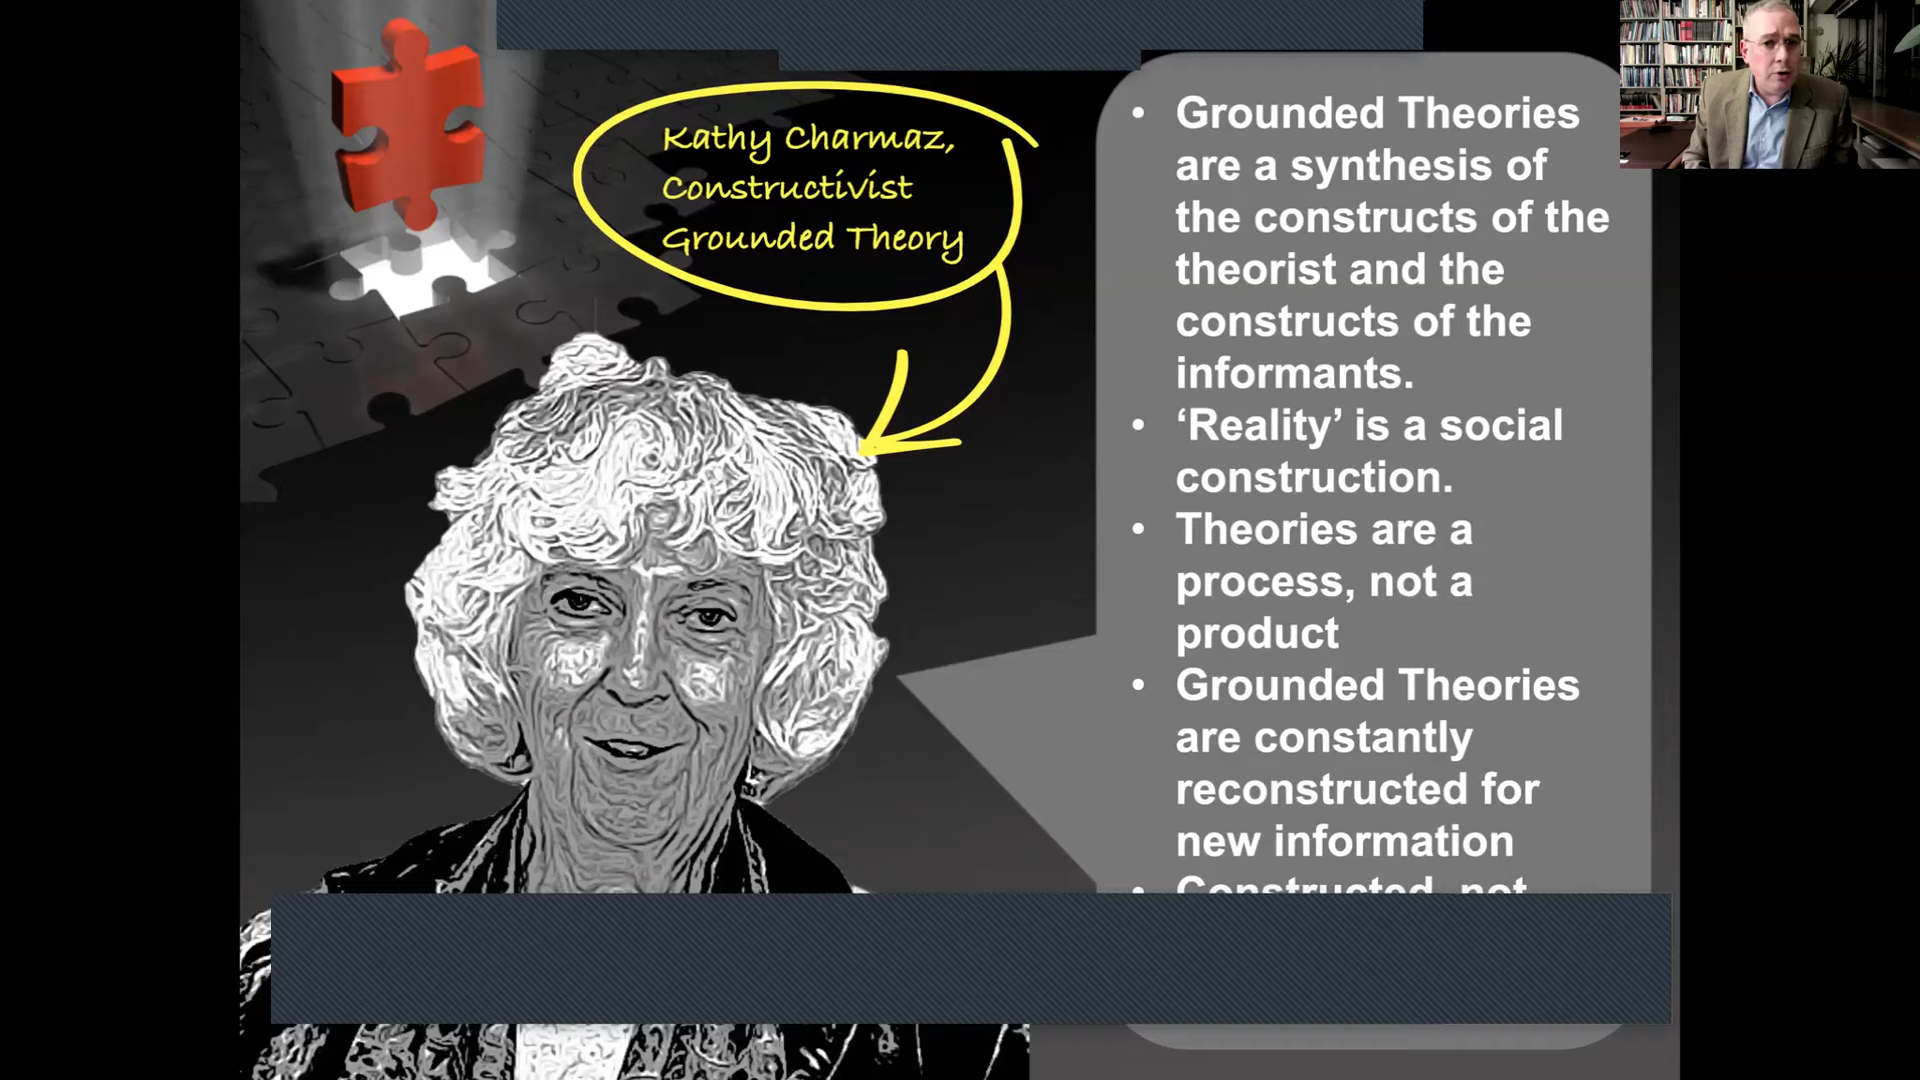 Kathy Charmaz,
Constructivist
Grounded Theory
• Grounded Theories
are a synthesis of
the constructs of the
theorist and the
constructs of the
informants.
• ‘Reality’ is a social
construction.
• Theories are a
process, not a
product
• Grounded Theories
are constantly
reconstructed for
new information
• Constructed, not